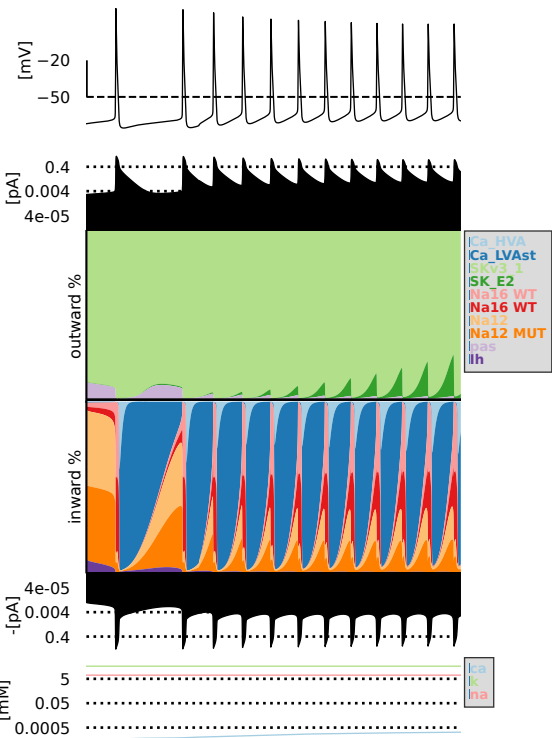 [mV]
−20
−50
[pA]
0.4
0.004
4e-05
outward %
Ca_HVA
Ca_LVAst
SKv3_1
SK_E2
Na16 WT
Na16 WT
Na12
Na12 MUT
pas
Ih
inward %
-[pA]
4e-05
0.004
0.4
[mM]
5
0.05
0.0005
ca
k
na